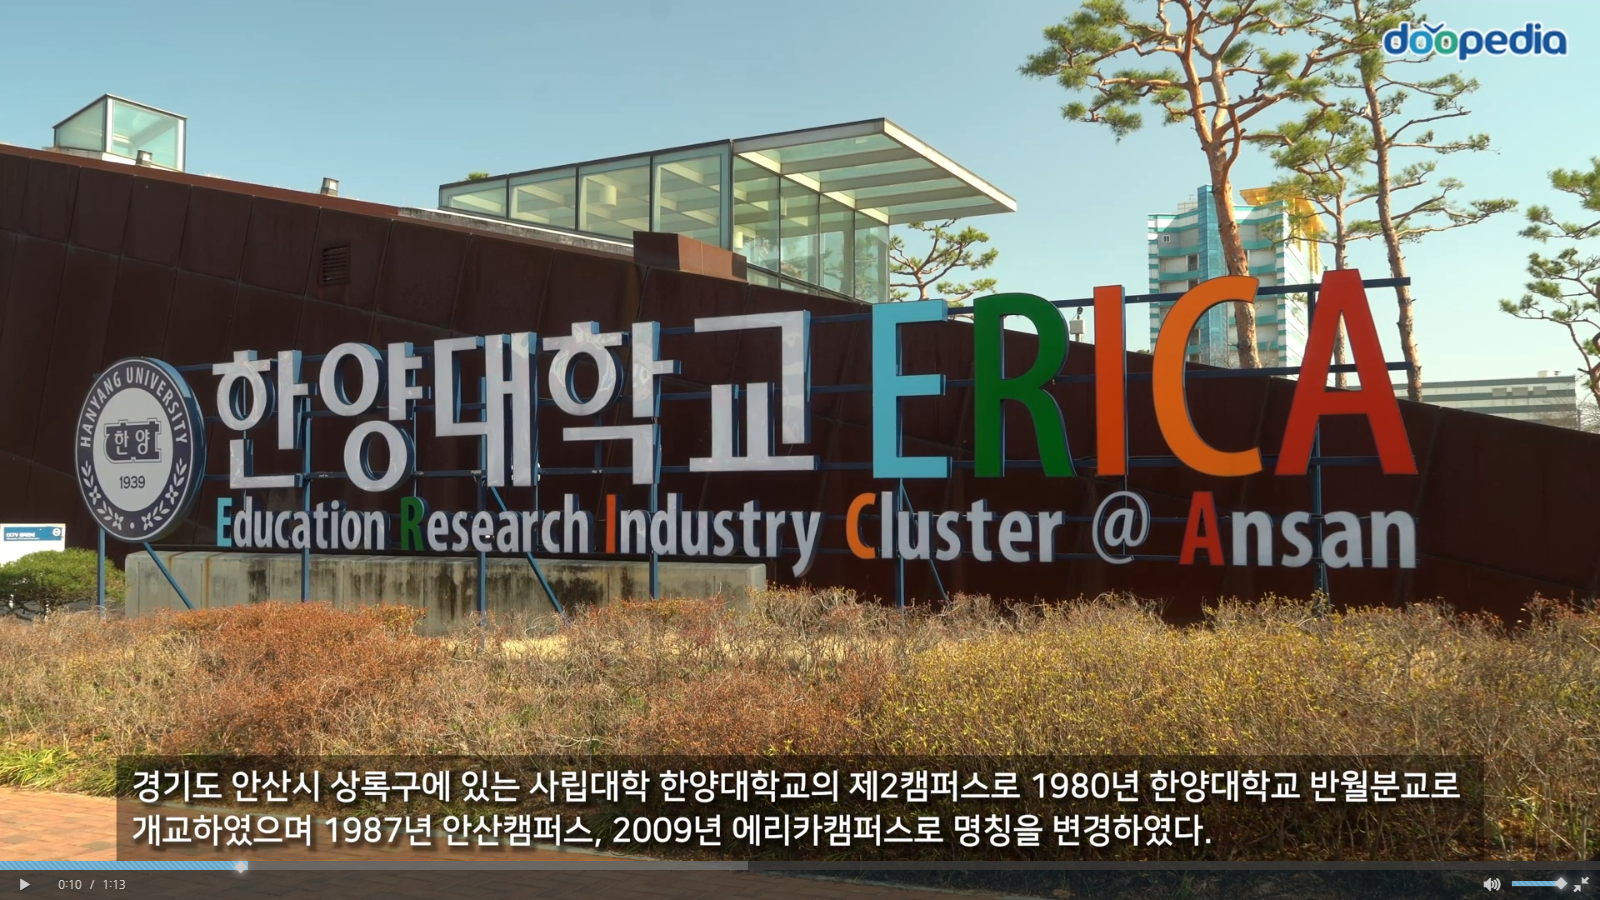 doopedia
한양대학교 ERICA
HANYANG UNIVERSITY
한양
1939
Education Research Industry Cluster @ Ansan
경기도 안산시 상록구에 있는 사립대학 한양대학교의 제2캠퍼스로 1980년 한양대학교 반월분교로
개교하였으며 1987년 안산캠퍼스, 2009년 에리카캠퍼스로 명칭을 변경하였다.
0:10 / 1:13